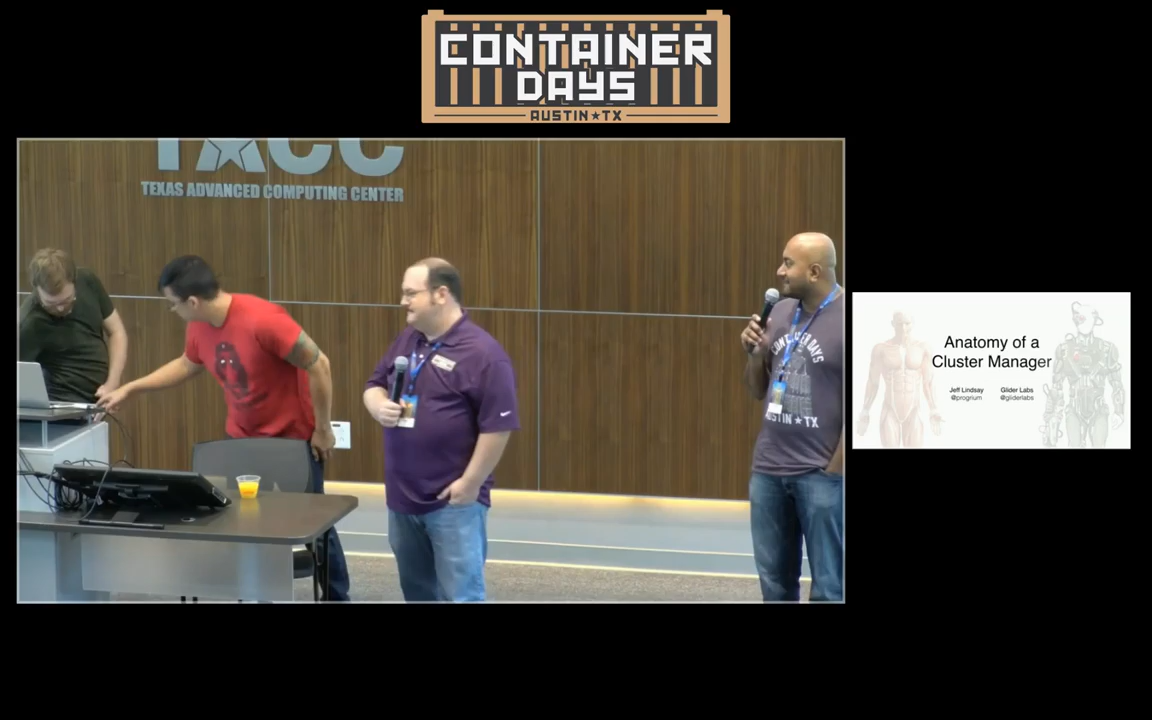 CONTAINER
DAYS
AUSTIN★TX
TACC
TEXAS ADVANCED COMPUTING CENTER
CONTAINER DAYS
AUSTIN ★ TX
Anatomy of a
Cluster Manager
Jeff Lindsay Glider Labs
@progrium @gliderlabs